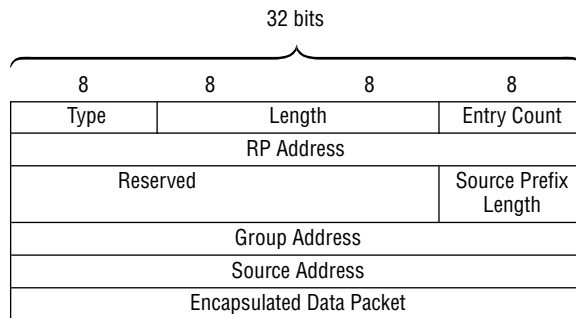 32 bits
8 8 8 8
Type Length Entry Count
RP Address
Reserved Source Prefix
Length
Group Address
Source Address
Encapsulated Data Packet